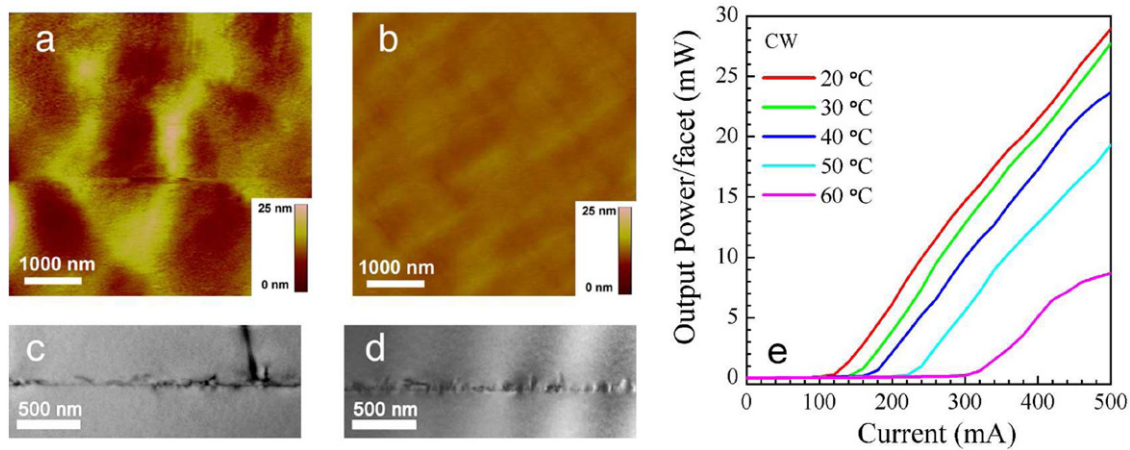 a
25 nm
0 nm
1000 nm
b
25 nm
0 nm
1000 nm
c
500 nm
d
500 nm
Output Power/facet (mW)
30
25
20
15
10
5
0
CW
20 °C
30 °C
40 °C
50 °C
60 °C
e
0
100
200
300
400
500
Current (mA)